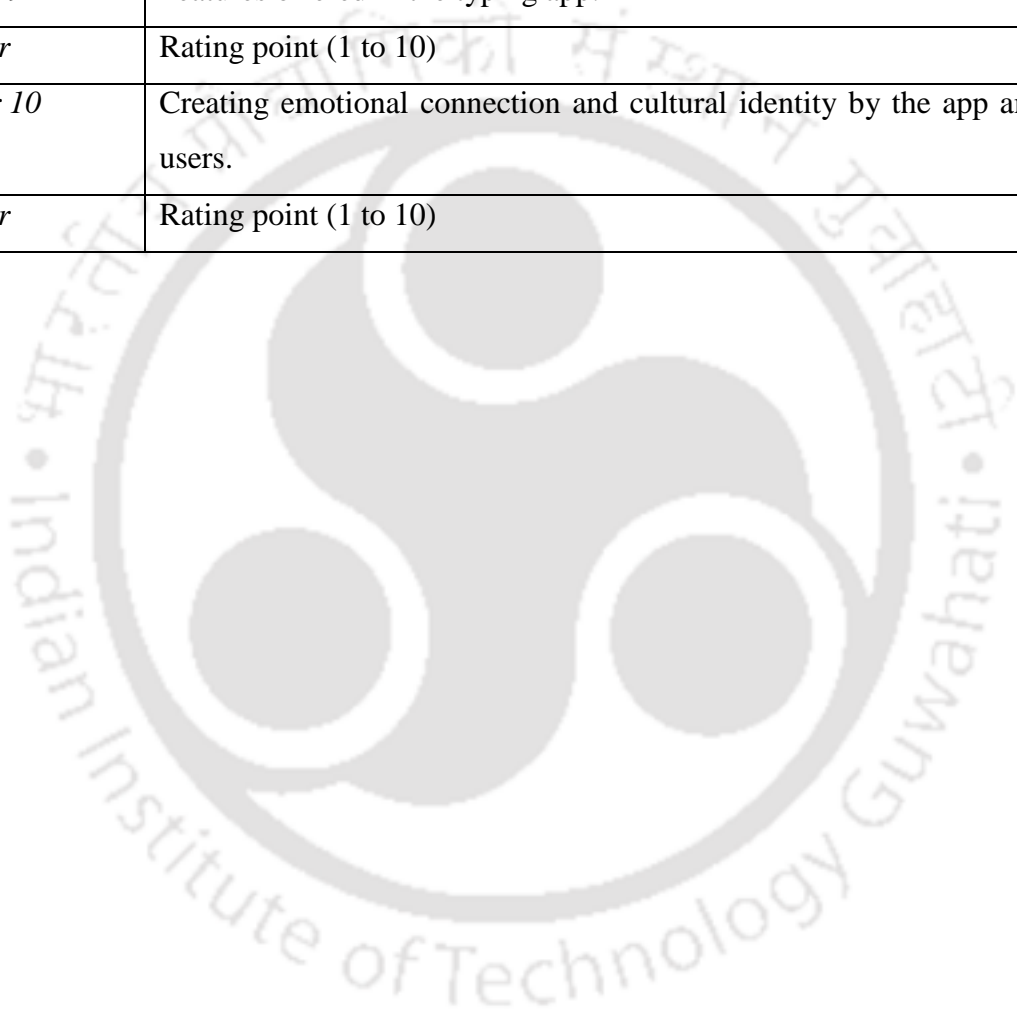 Rating point (1 to 10)
10
Creating emotional connection and cultural identity by the app
users.
Rating point (1 to 10)
भारतीय प्रौद्योगिकी संस्थान गुवाहाटी
• Indian Institute of Technology Guwahati •